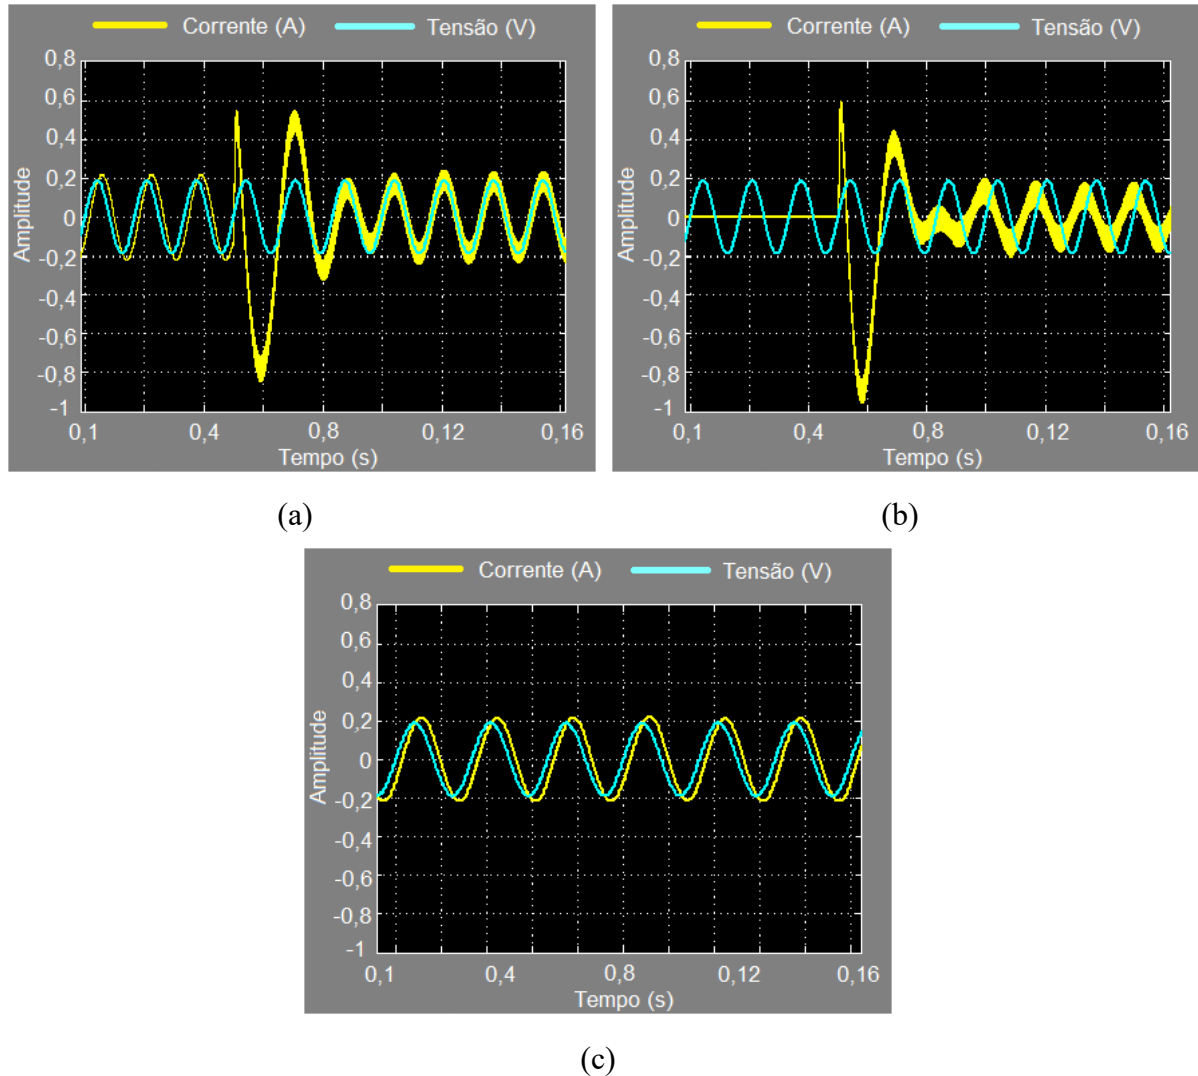 Corrente (A) Tensão (V)
0,8
0,6
0,4
0,2
0
-0,2
-0,4
-0,6
-0,8
-1
Amplitude
0,1 0,4 0,8 0,12 0,16
Tempo (s)
(a)
Corrente (A) Tensão (V)
0,8
0,6
0,4
0,2
0
-0,2
-0,4
-0,6
-0,8
-1
Amplitude
0,1 0,4 0,8 0,12 0,16
Tempo (s)
(b)
Corrente (A) Tensão (V)
0,8
0,6
0,4
0,2
0
-0,2
-0,4
-0,6
-0,8
-1
Amplitude
0,1 0,4 0,8 0,12 0,16
Tempo (s)
(c)